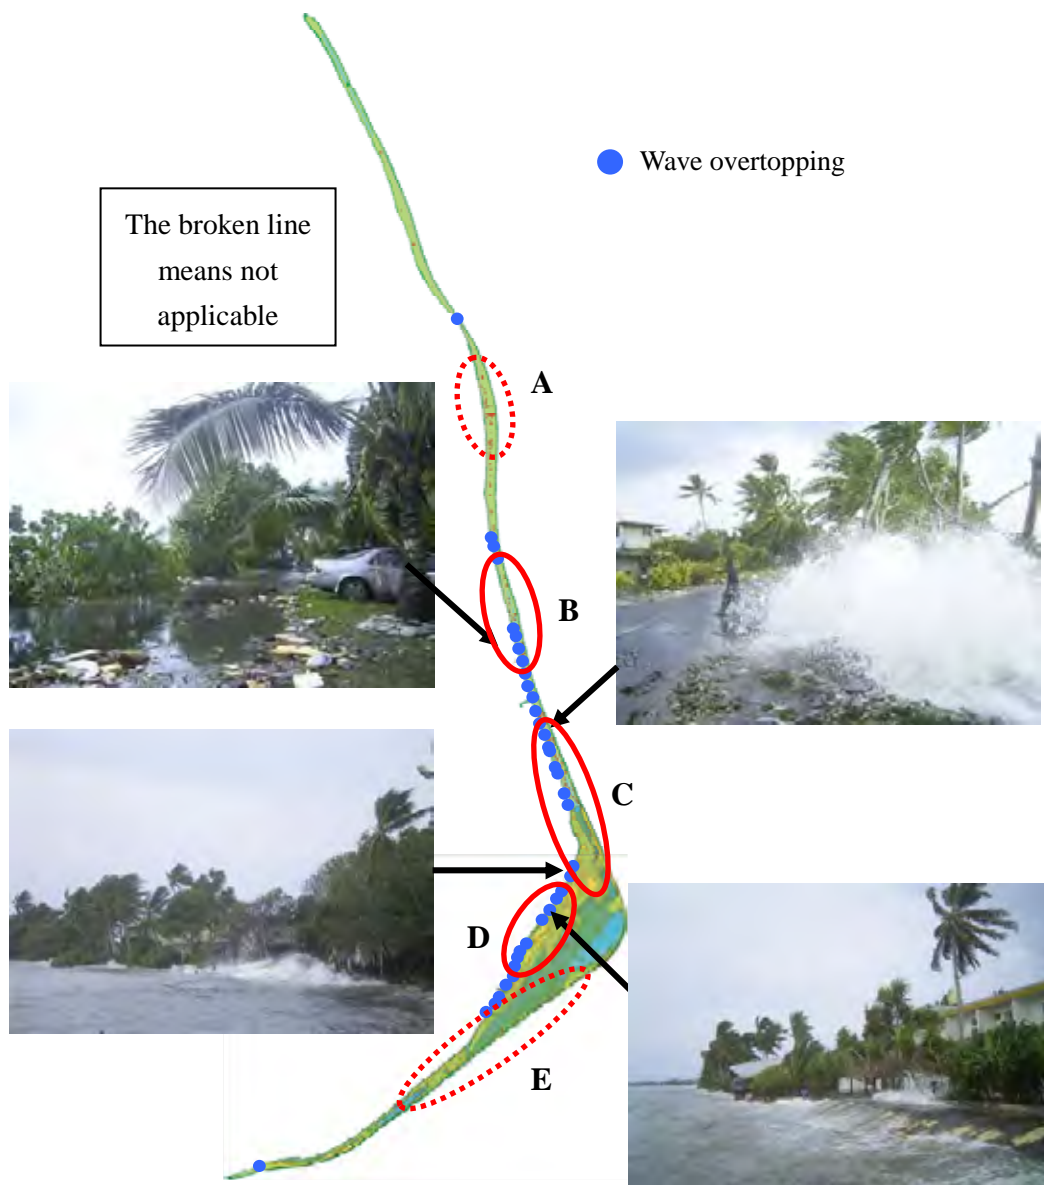 Wave overtopping
The broken line
means not
applicable
A
B
C
D
E